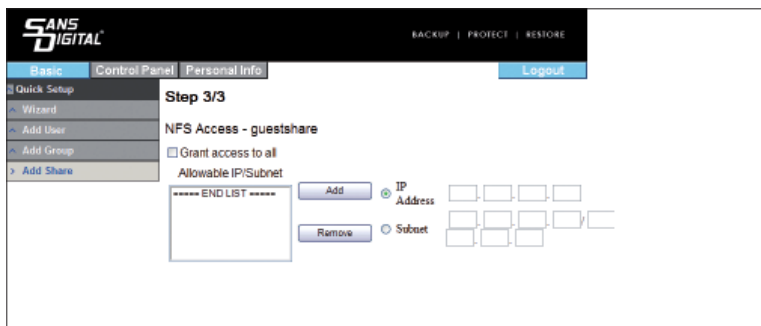 SANS
DIGITAL
BACKUP | PROTECT | RESTORE
Basic Control Panel Personal Info Logout
Quick Setup
Wizard
Add User
Add Group
Add Share
Step 3/3
NFS Access - guestshare
Grant access to all
Allowable IP/Subnet
===== END LIST =====
Add
Remove
IP
Address
. . .
Subnet
. . . /
. . .